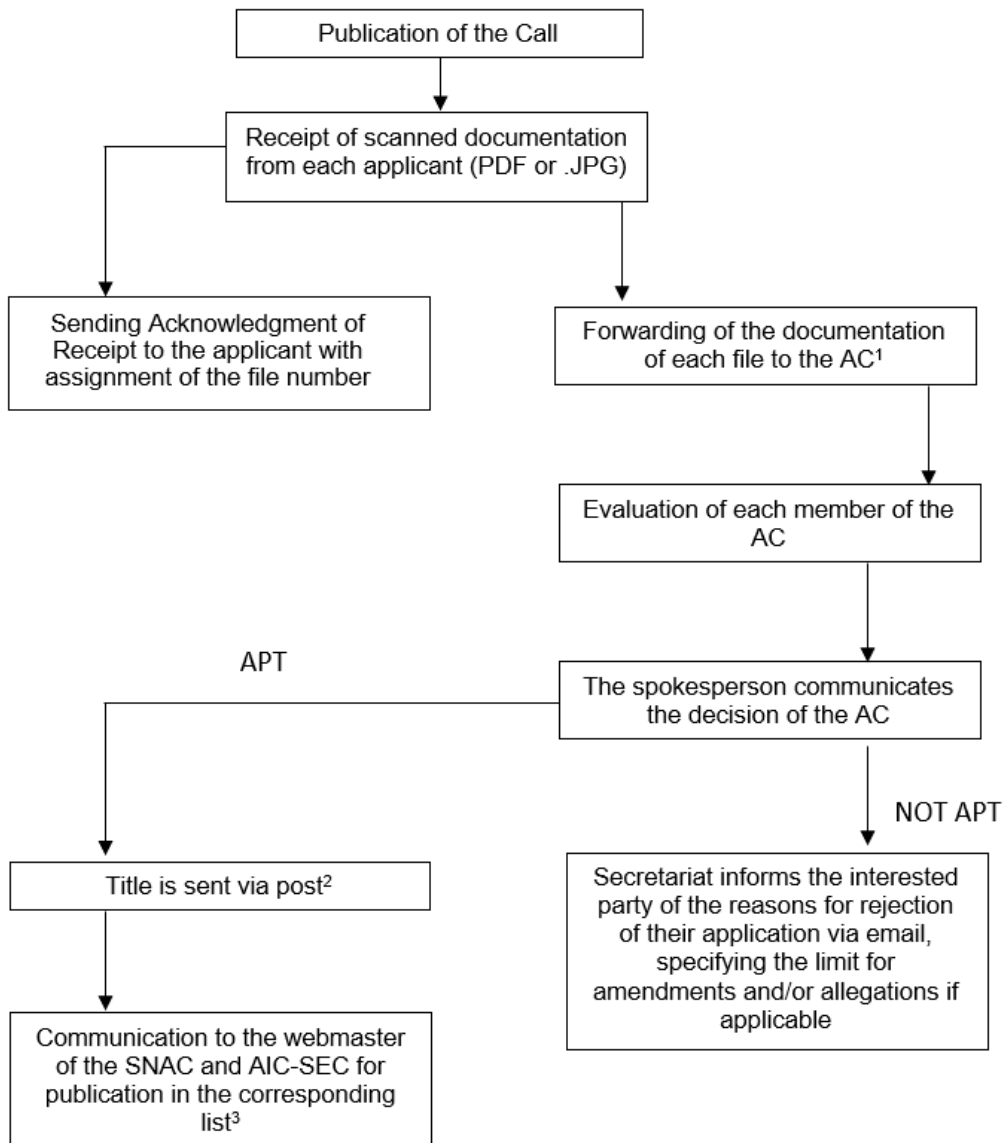 Publication of the Call
Receipt of scanned documentation
from each applicant (PDF or .JPG)
Sending Acknowledgment of
Receipt to the applicant with
assignment of the file number
Forwarding of the documentation
of each file to the AC¹
Evaluation of each member of the
AC
The spokesperson communicates
the decision of the AC
APT
NOT APT
Title is sent via post²
Secretariat informs the interested
party of the reasons for rejection
of their application via email,
specifying the limit for
amendments and/or allegations if
applicable
Communication to the webmaster
of the SNAC and AIC-SEC for
publication in the corresponding
list³